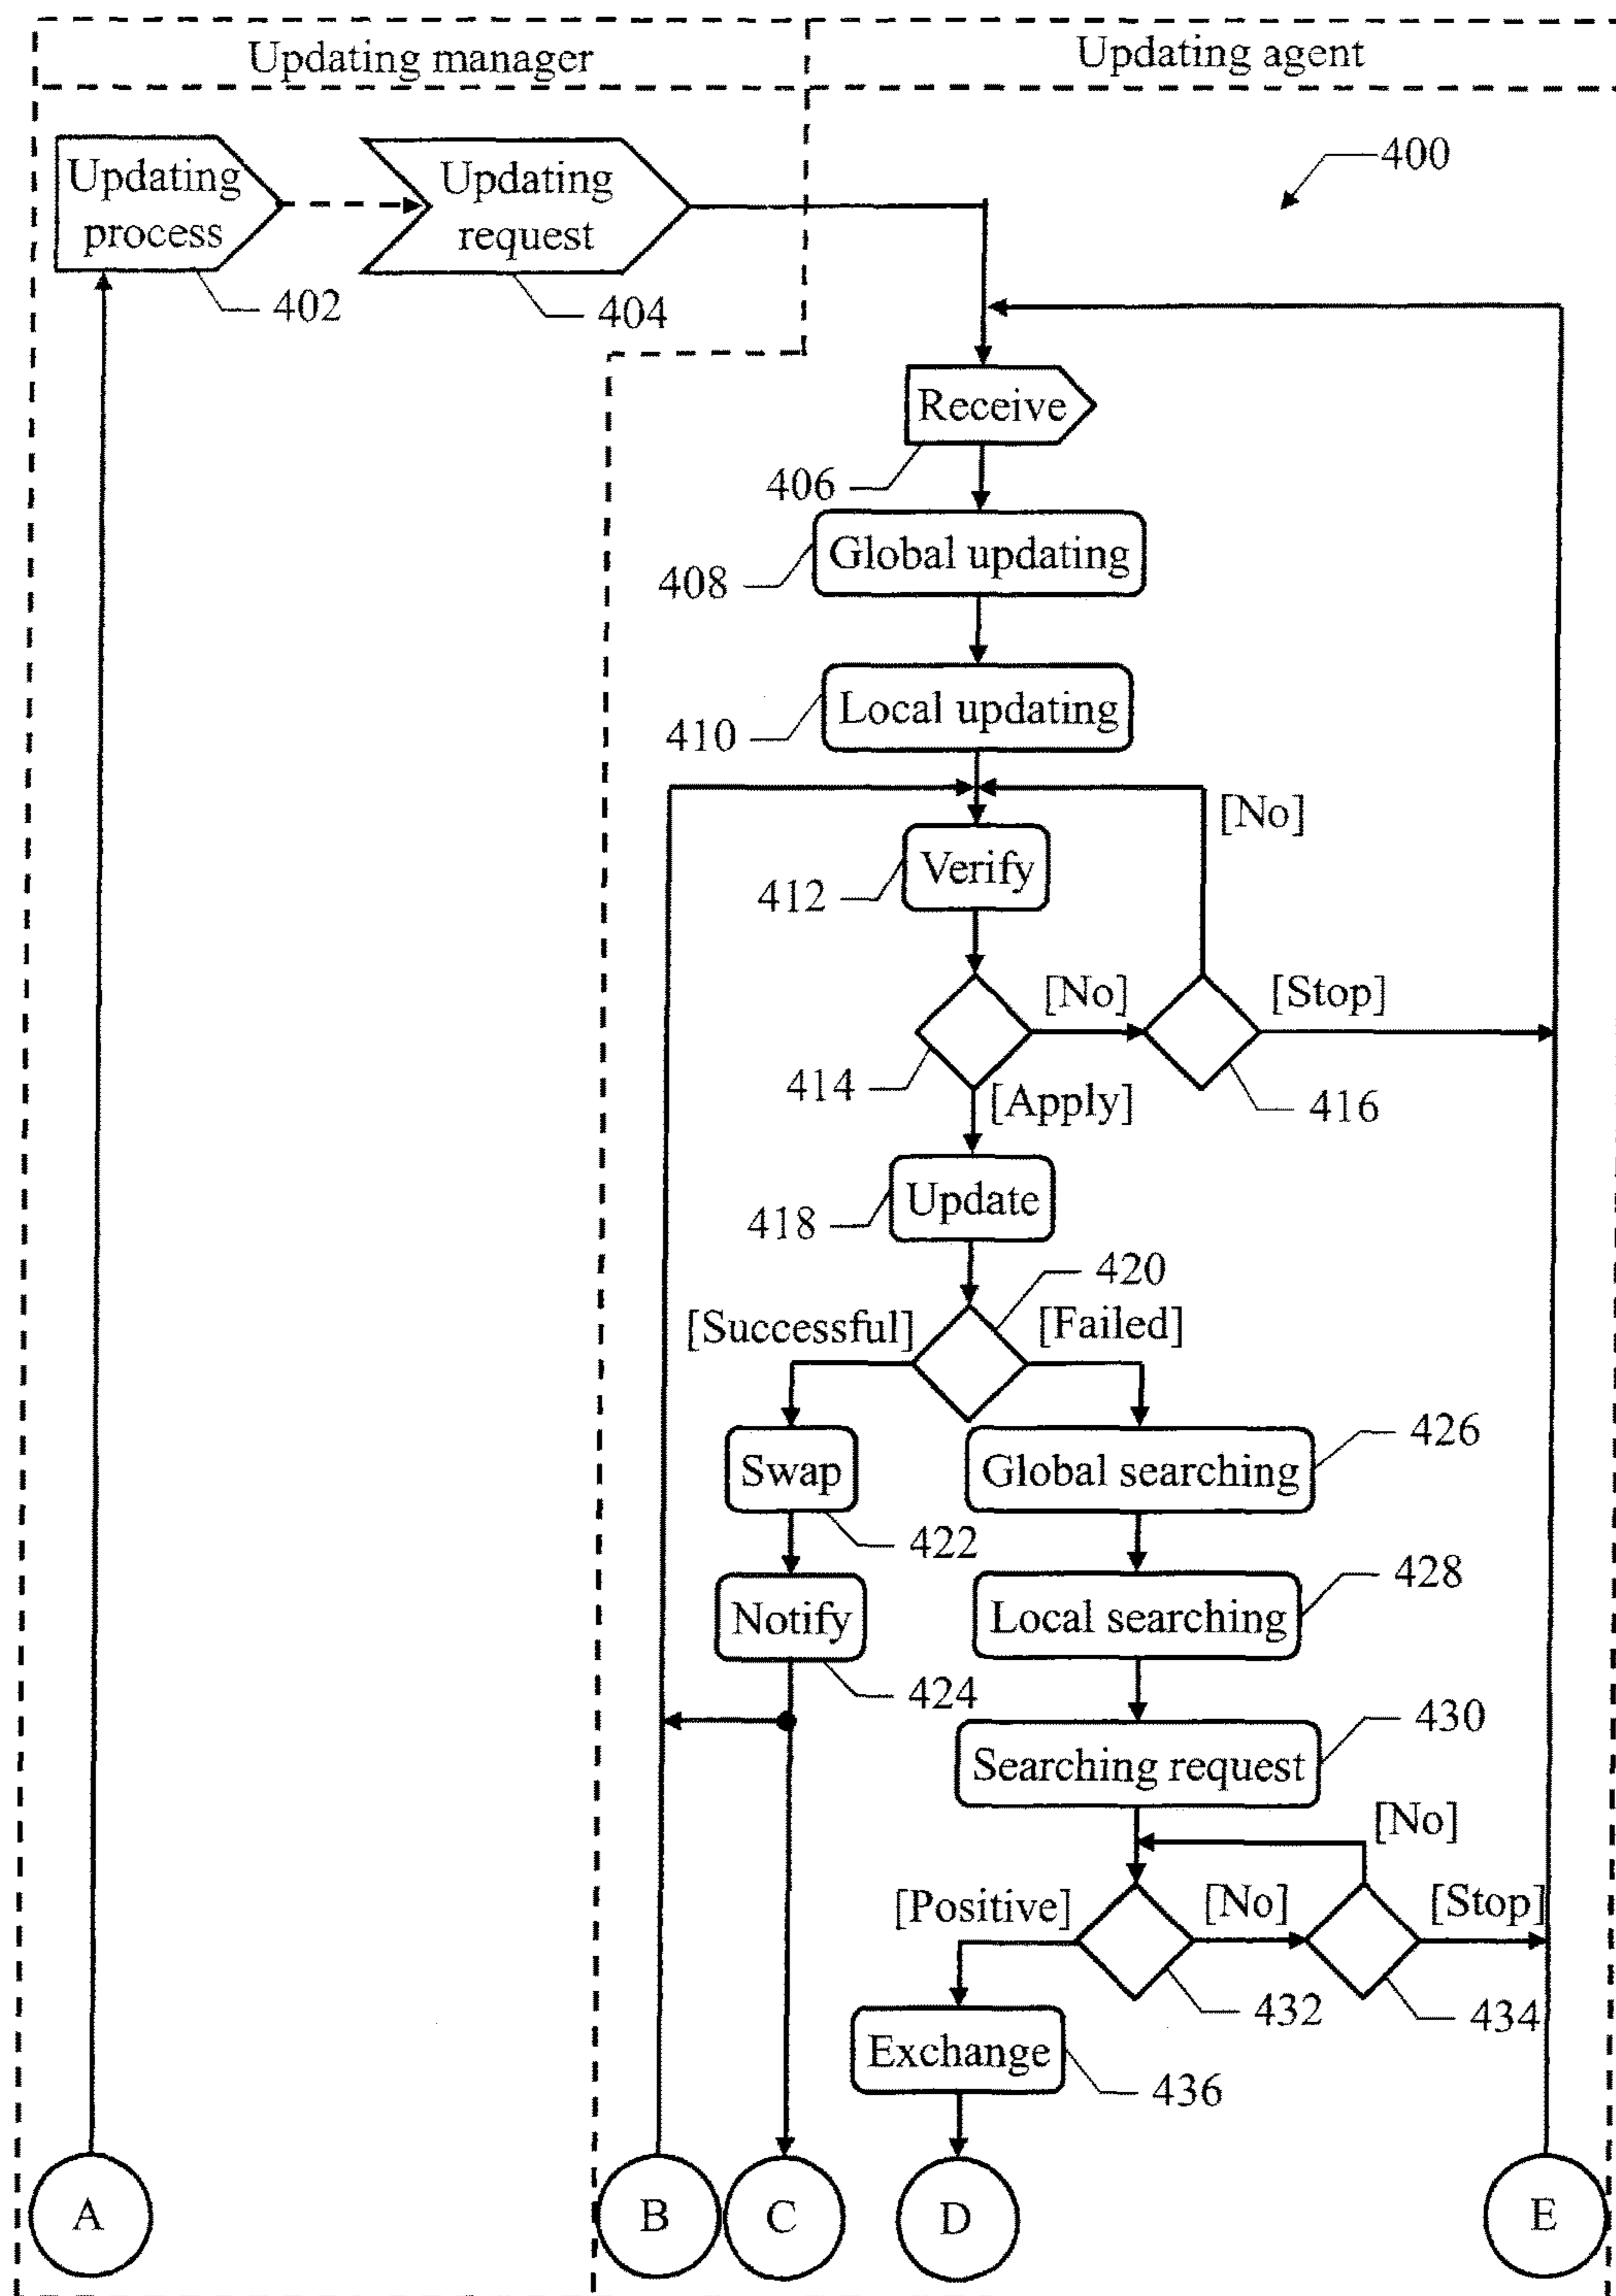 Updating manager
Updating agent
Updating
process
Updating
request
400
402
404
Receive
406
Global updating
408
Local updating
410
[No]
Verify
412
[No]
[Stop]
414
[Apply]
416
Update
418
420
[Successful]
[Failed]
426
Swap
Global searching
422
428
Notify
Local searching
424
430
Searching request
[No]
[Positive]
[No]
[Stop]
432
434
Exchange
436
A
B
C
D
E